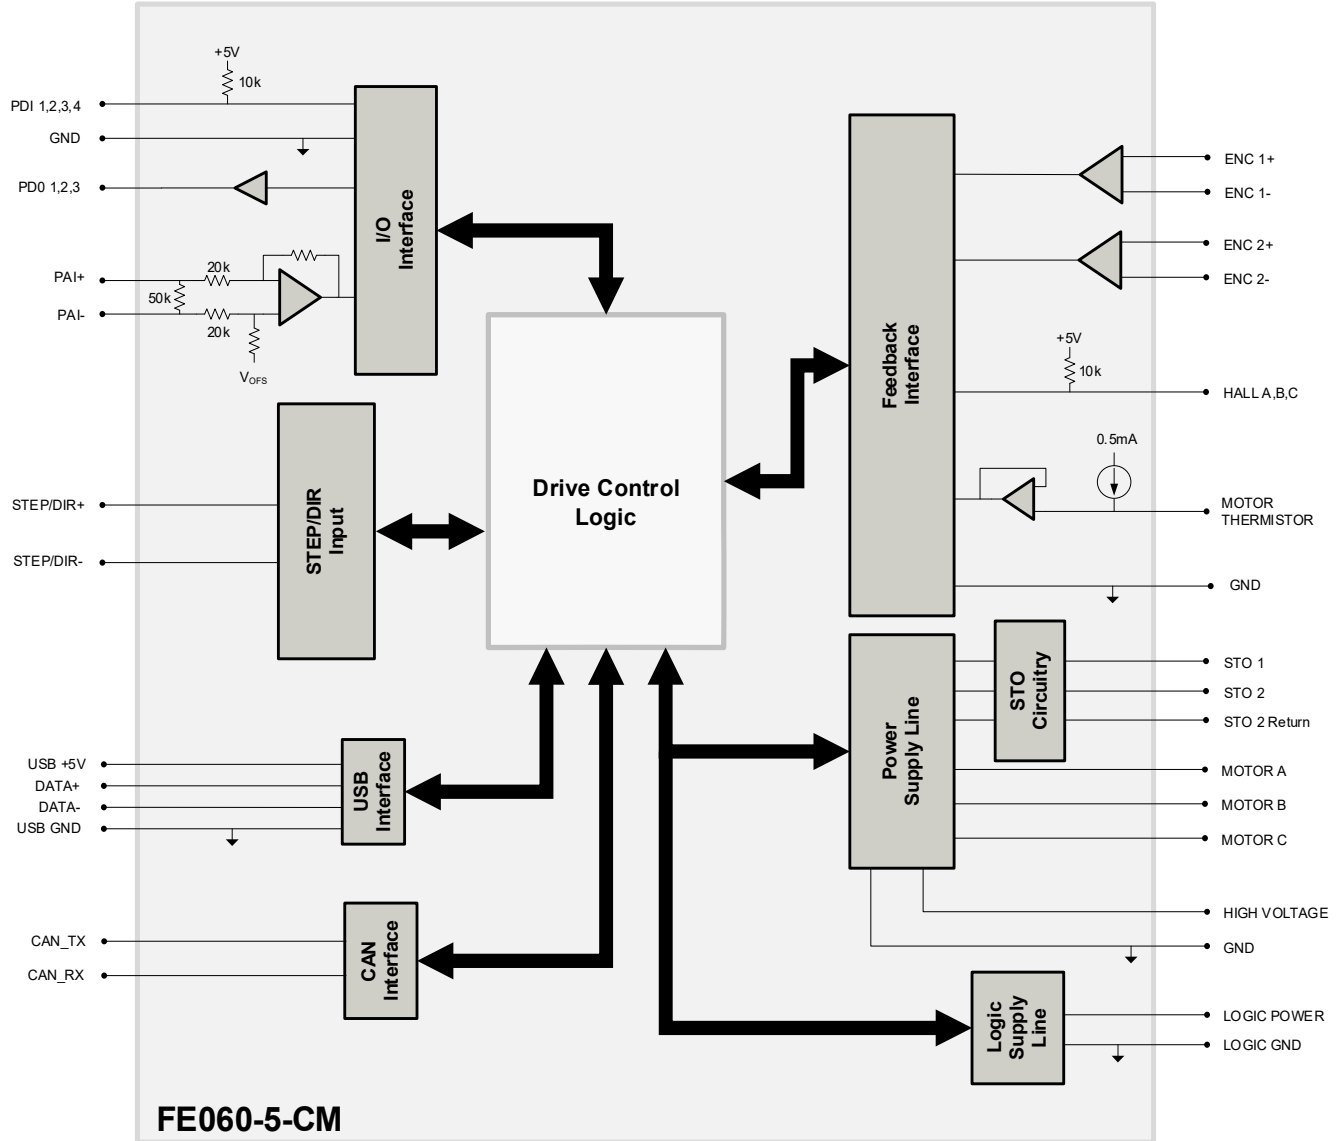 +5V
10k
PDI 1,2,3,4
GND
PD0 1,2,3
PAI+
20k
50k
PAI-
20k
VOFS
I/O
Interface
STEP/DIR+
STEP/DIR-
STEP/DIR
Input
Drive Control
Logic
Feedback
Interface
ENC 1+
ENC 1-
ENC 2+
ENC 2-
+5V
10k
HALL A,B,C
0.5mA
MOTOR
THERMISTOR
GND
STO
Circuitry
STO 1
STO 2
STO 2 Return
Power
Supply Line
MOTOR A
MOTOR B
MOTOR C
HIGH VOLTAGE
GND
USB +5V
DATA+
DATA-
USB GND
USB
Interface
CAN_TX
CAN_RX
CAN
Interface
Logic
Supply
Line
LOGIC POWER
LOGIC GND
FE060-5-CM